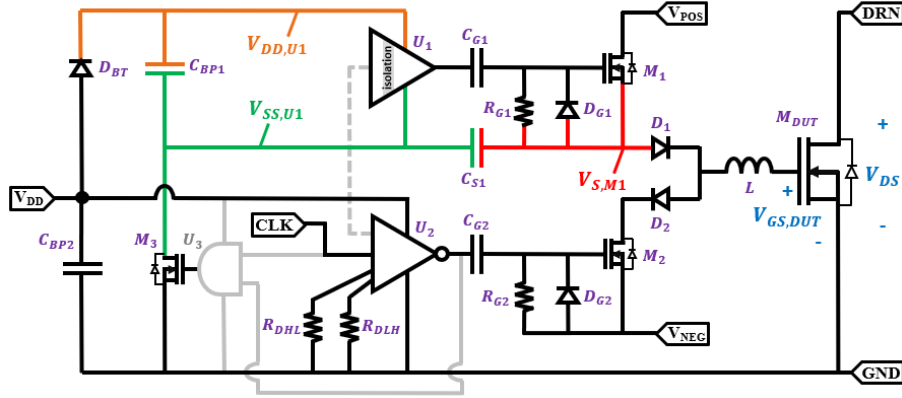 V_POS
DRN
V_DD,U1
U_1
C_G1
isolation
D_BT
C_BP1
M_1
R_G1
D_G1
V_SS,U1
D_1
M_DUT
+
C_S1
V_S,M1
L
+
V_DS
V_DD
D_2
V_GS,DUT
U_2
C_G2
CLK
-
-
C_BP2
M_3
U_3
M_2
R_G2
D_G2
R_DHL
R_DLH
V_NEG
GND